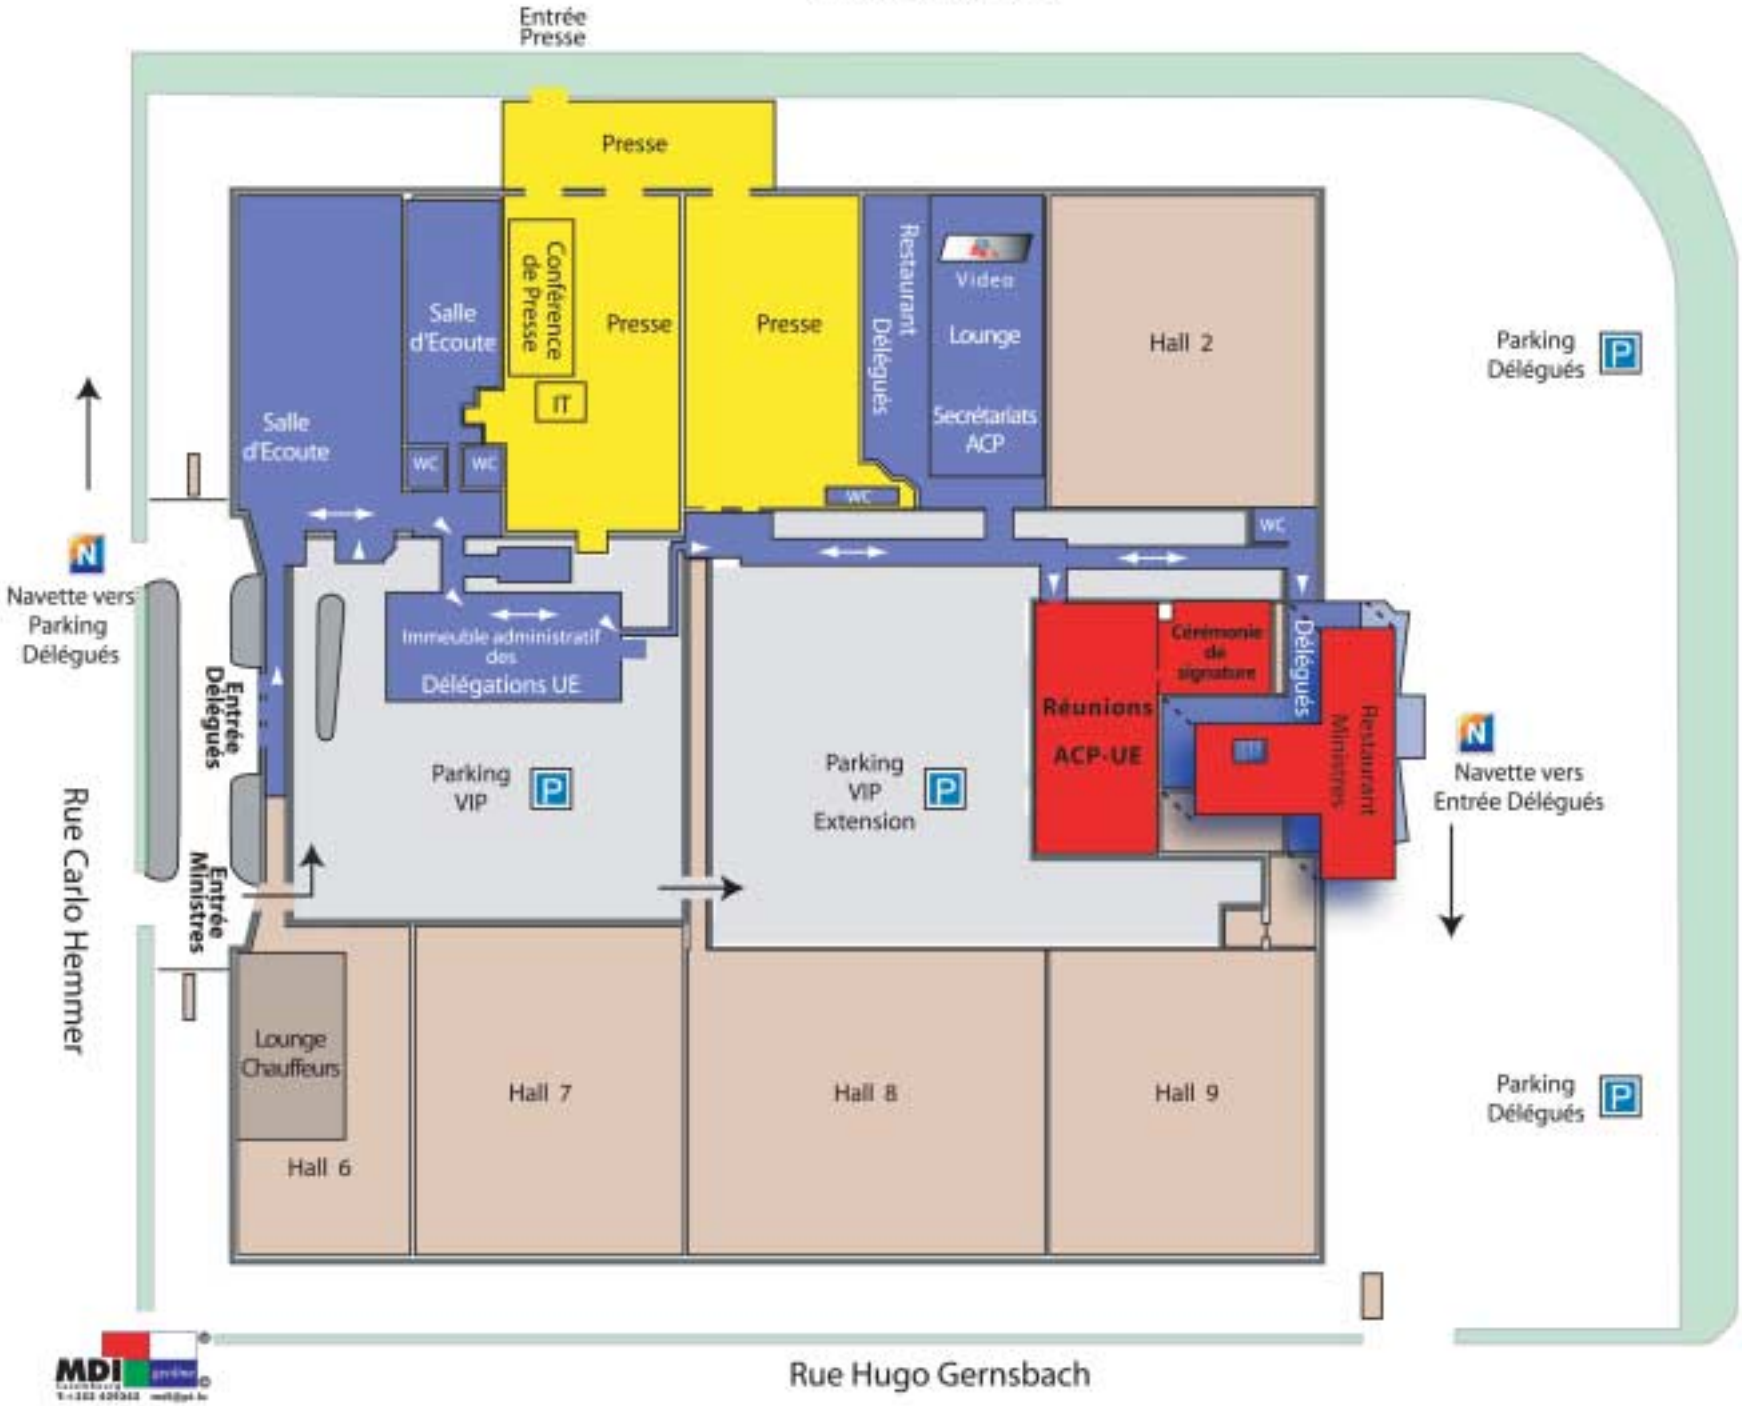 Entrée
Presse
Presse
Conférence
de Presse
IT
Presse
Presse
Restaurant
Délégués
Video
Lounge
Secrétariats
ACP
Hall 2
Parking
Délégués
P
Salle
d'Ecoute
Salle
d'Ecoute
WC
WC
WC
WC
N
Navette vers
Parking
Délégués
Immeuble administratif
des
Délégations UE
Entrée
Délégués
Parking
VIP
P
Parking
VIP
Extension
P
Réunions
ACP-UE
Cérémonie
de
signature
Délégués
Restaurant
Ministres
N
Navette vers
Entrée Délégués
Entrée
Ministres
Rue Carlo Hemmer
Lounge
Chauffeurs
Hall 6
Hall 7
Hall 8
Hall 9
Parking
Délégués
P
MDI
Rue Hugo Gernsbach